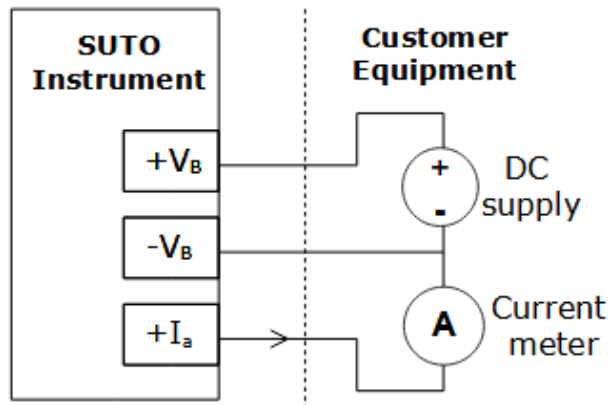 SUTO
Instrument
Customer
Equipment
+VB
-VB
+Ia
+
-
DC
supply
A
Current
meter